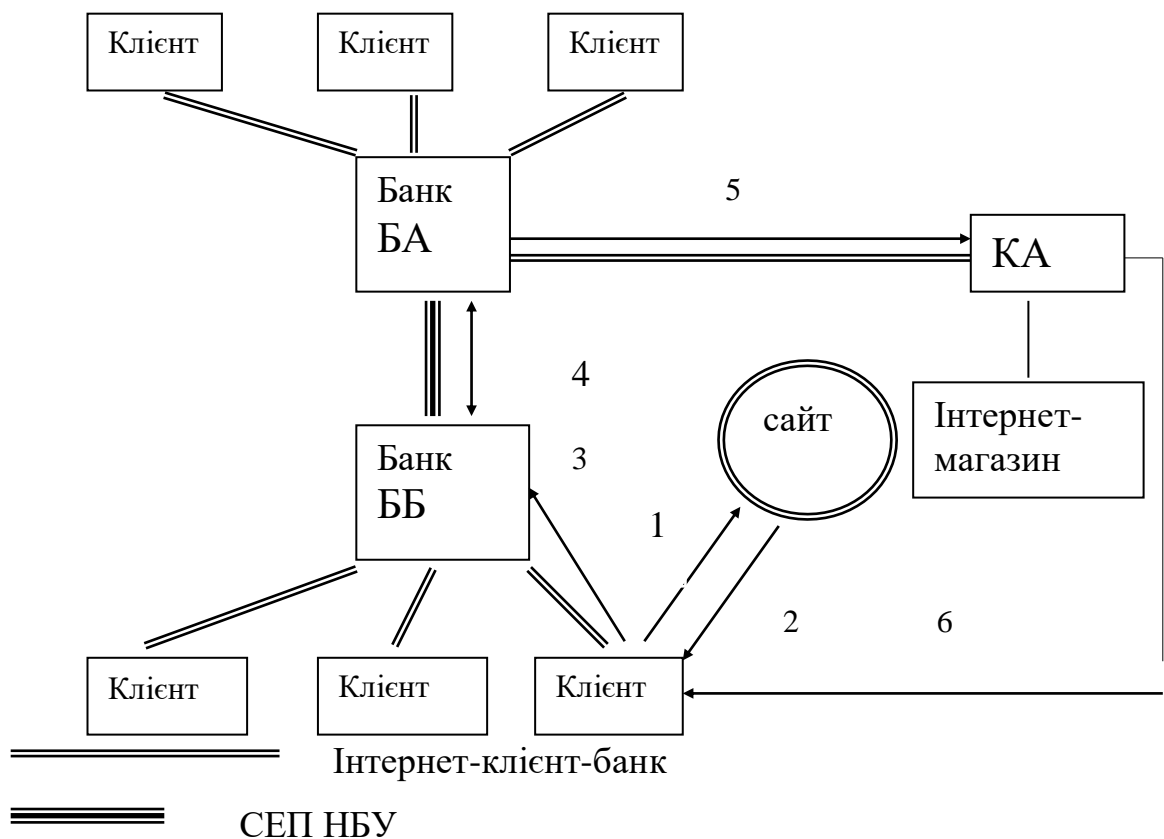 Клієнт
Клієнт
Клієнт
Банк
БА
5
КА
4
сайт
Інтернет-
магазин
Банк
ББ
3
1
2
6
Клієнт
Клієнт
Клієнт
Інтернет-клієнт-банк
СЕП НБУ